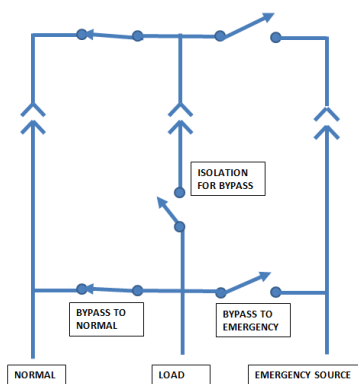 ISOLATION
FOR BYPASS
BYPASS TO
NORMAL
BYPASS TO
EMERGENCY
NORMAL
LOAD
EMERGENCY SOURCE